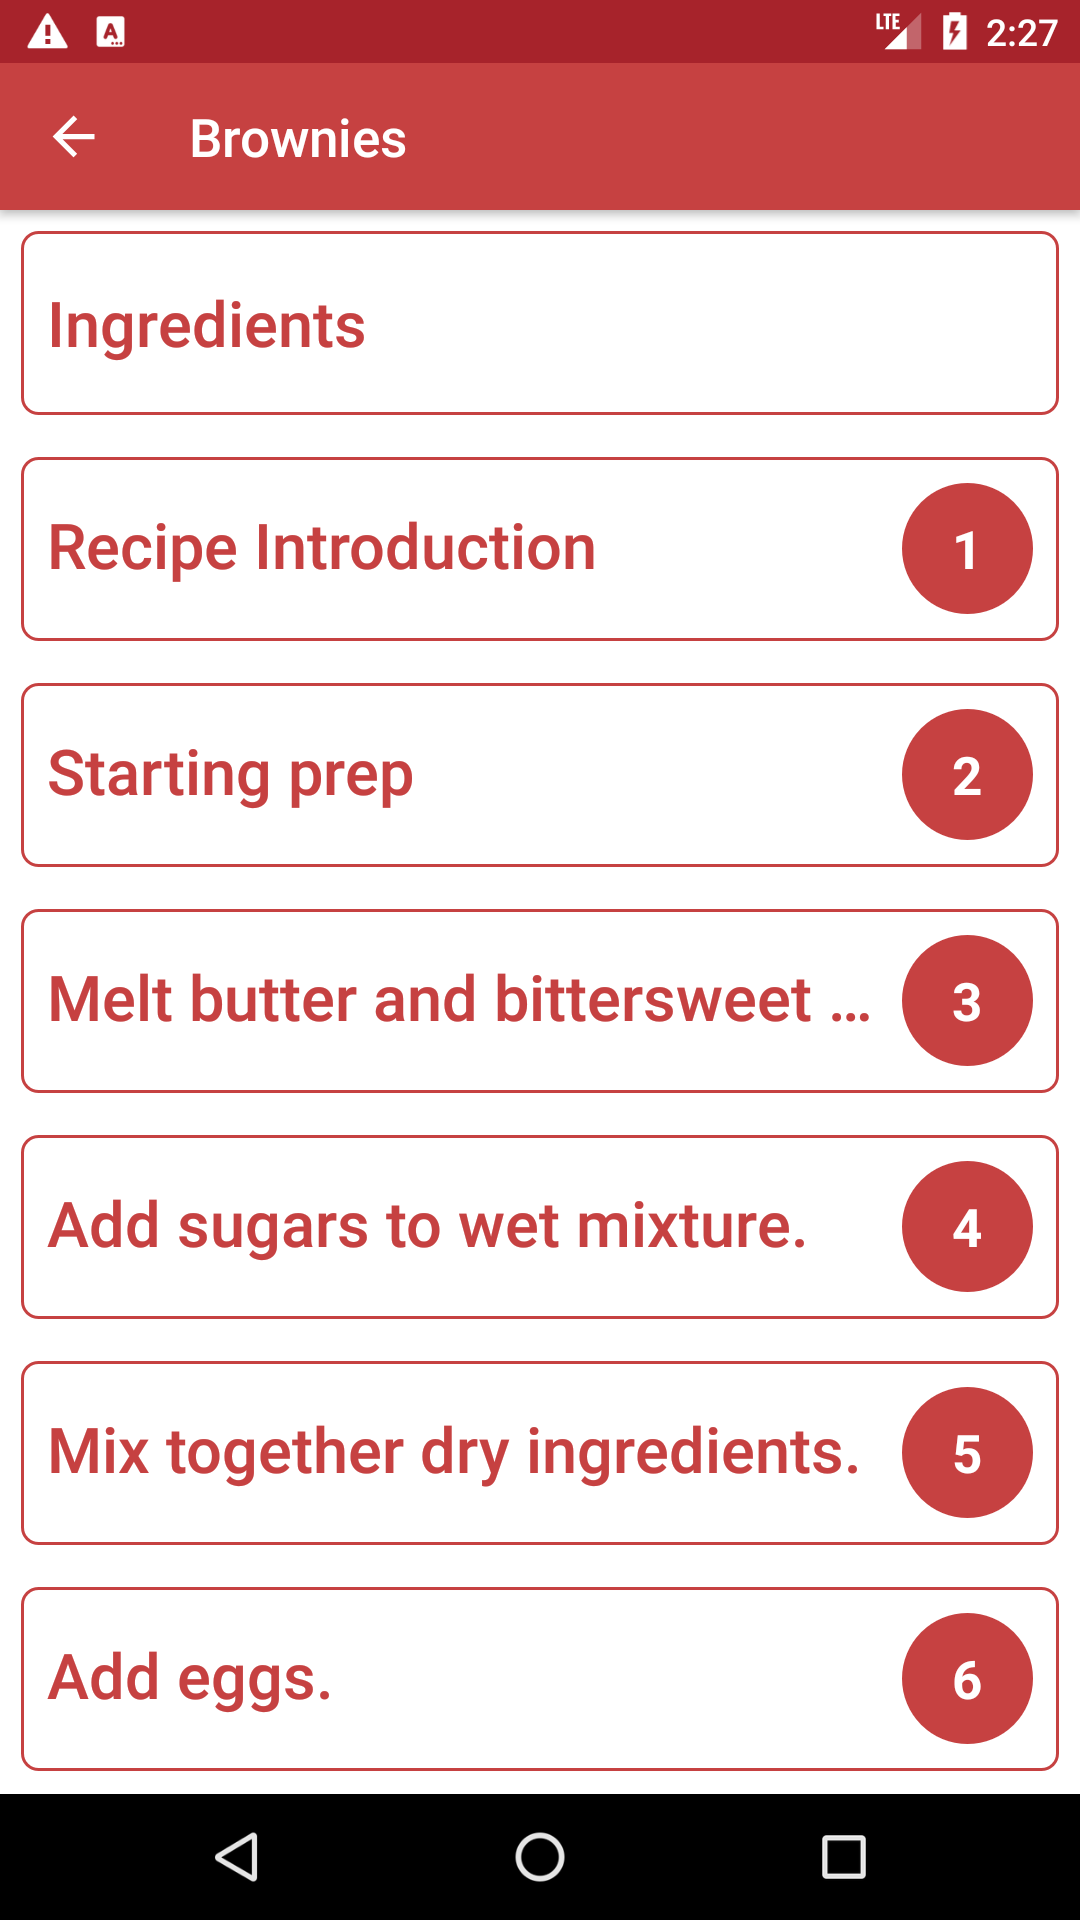 LTE 2:27
Brownies
Ingredients
Recipe Introduction 1
Starting prep 2
Melt butter and bittersweet ... 3
Add sugars to wet mixture. 4
Mix together dry ingredients. 5
Add eggs. 6